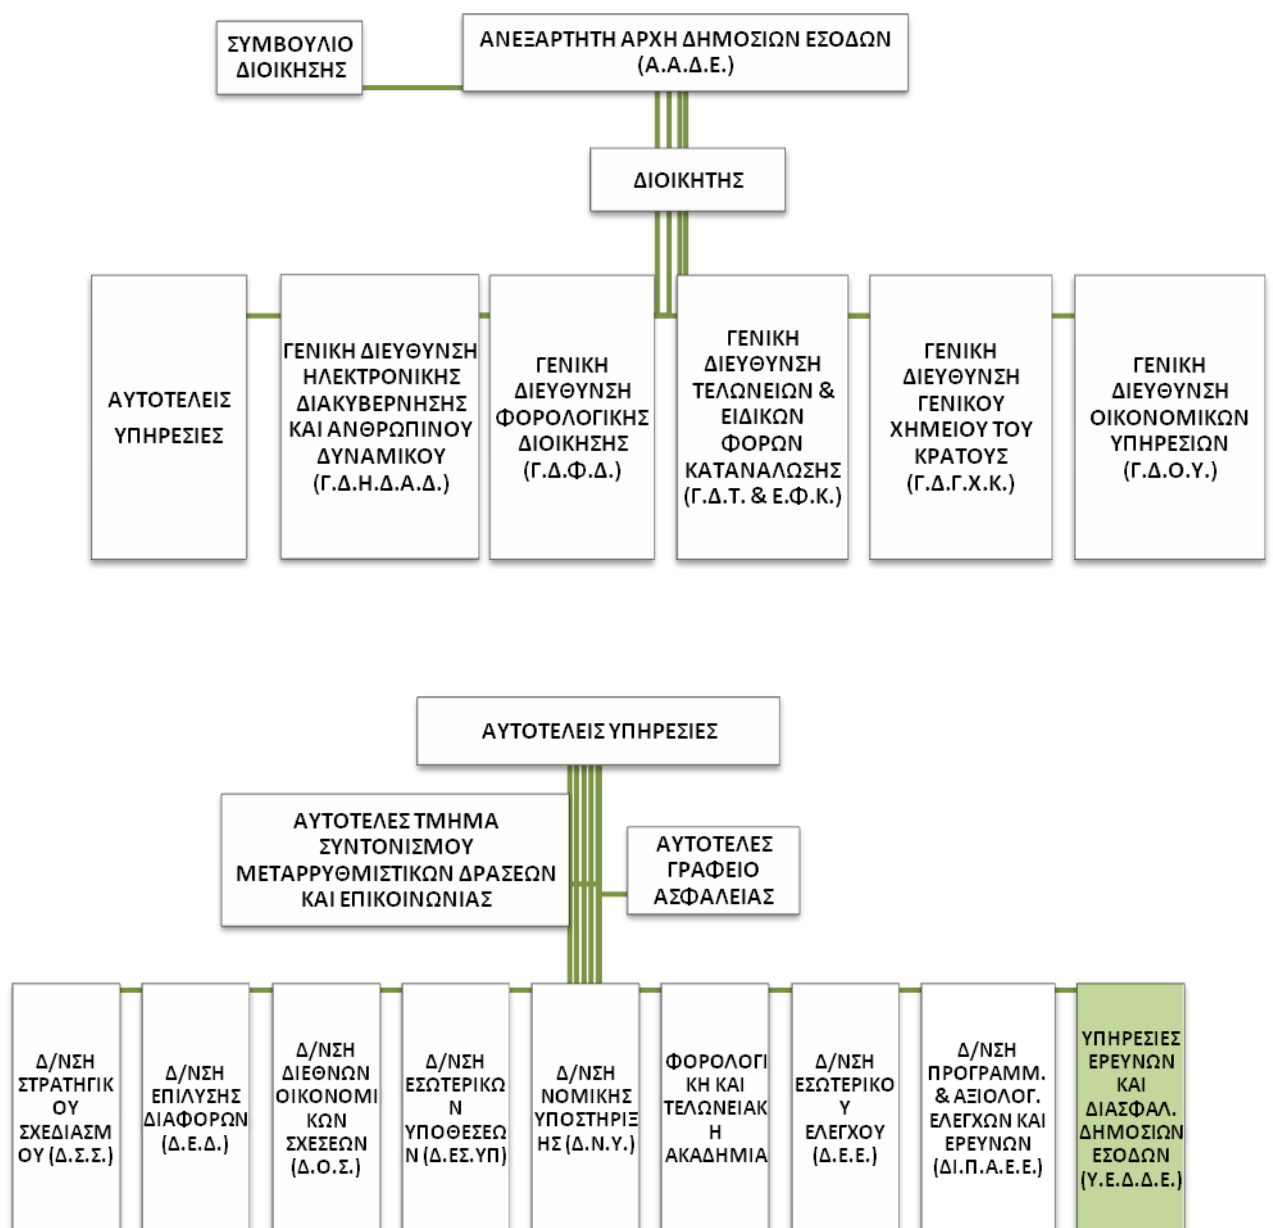 ΣΥΜΒΟΥΛΙΟ
ΔΙΟΙΚΗΣΗΣ
ΑΝΕΞΑΡΤΗΤΗ ΑΡΧΗ ΔΗΜΟΣΙΩΝ ΕΣΟΔΩΝ
(Α.Α.Δ.Ε.)
ΔΙΟΙΚΗΤΗΣ
ΑΥΤΟΤΕΛΕΙΣ
ΥΠΗΡΕΣΙΕΣ
ΓΕΝΙΚΗ ΔΙΕΥΘΥΝΣΗ
ΗΛΕΚΤΡΟΝΙΚΗΣ
ΔΙΑΚΥΒΕΡΝΗΣΗΣ
ΚΑΙ ΑΝΘΡΩΠΙΝΟΥ
ΔΥΝΑΜΙΚΟΥ
(Γ.Δ.Η.Δ.Α.Δ.)
ΓΕΝΙΚΗ
ΔΙΕΥΘΥΝΣΗ
ΦΟΡΟΛΟΓΙΚΗΣ
ΔΙΟΙΚΗΣΗΣ
(Γ.Δ.Φ.Δ.)
ΓΕΝΙΚΗ
ΔΙΕΥΘΥΝΣΗ
ΤΕΛΩΝΕΙΩΝ &
ΕΙΔΙΚΩΝ
ΦΟΡΩΝ
ΚΑΤΑΝΑΛΩΣΗΣ
(Γ.Δ.Τ. & Ε.Φ.Κ.)
ΓΕΝΙΚΗ
ΔΙΕΥΘΥΝΣΗ
ΓΕΝΙΚΟΥ
ΧΗΜΕΙΟΥ ΤΟΥ
ΚΡΑΤΟΥΣ
(Γ.Δ.Γ.Χ.Κ.)
ΓΕΝΙΚΗ
ΔΙΕΥΘΥΝΣΗ
ΟΙΚΟΝΟΜΙΚΩΝ
ΥΠΗΡΕΣΙΩΝ
(Γ.Δ.Ο.Υ.)
ΑΥΤΟΤΕΛΕΙΣ ΥΠΗΡΕΣΙΕΣ
ΑΥΤΟΤΕΛΕΣ ΤΜΗΜΑ
ΣΥΝΤΟΝΙΣΜΟΥ
ΜΕΤΑΡΡΥΘΜΙΣΤΙΚΩΝ ΔΡΑΣΕΩΝ
ΚΑΙ ΕΠΙΚΟΙΝΩΝΙΑΣ
ΑΥΤΟΤΕΛΕΣ
ΓΡΑΦΕΙΟ
ΑΣΦΑΛΕΙΑΣ
Δ/ΝΣΗ
ΣΤΡΑΤΗΓΙΚ
ΟΥ
ΣΧΕΔΙΑΣΜ
ΟΥ (Δ.Σ.Σ.)
Δ/ΝΣΗ
ΕΠΙΛΥΣΗΣ
ΔΙΑΦΟΡΩΝ
(Δ.Ε.Δ.)
Δ/ΝΣΗ
ΔΙΕΘΝΩΝ
ΟΙΚΟΝΟΜΙ
ΚΩΝ
ΣΧΕΣΕΩΝ
(Δ.Ο.Σ.)
Δ/ΝΣΗ
ΕΣΩΤΕΡΙΚΩ
Ν
ΥΠΟΘΕΣΕΩ
Ν (Δ.ΕΣ.ΥΠ)
Δ/ΝΣΗ
ΝΟΜΙΚΗΣ
ΥΠΟΣΤΗΡΙΞ
ΗΣ (Δ.Ν.Υ.)
ΦΟΡΟΛΟΓΙ
ΚΗ ΚΑΙ
ΤΕΛΩΝΕΙΑΚ
Η
ΑΚΑΔΗΜΙΑ
Δ/ΝΣΗ
ΕΣΩΤΕΡΙΚΟ
Υ
ΕΛΕΓΧΟΥ
(Δ.Ε.Ε.)
Δ/ΝΣΗ
ΠΡΟΓΡΑΜΜ.
& ΑΞΙΟΛΟΓ.
ΕΛΕΓΧΩΝ ΚΑΙ
ΕΡΕΥΝΩΝ
(ΔΙ.Π.Α.Ε.Ε.)
ΥΠΗΡΕΣΙΕΣ
ΕΡΕΥΝΩΝ
ΚΑΙ
ΔΙΑΣΦΑΛ.
ΔΗΜΟΣΙΩΝ
ΕΣΟΔΩΝ
(Υ.Ε.Δ.Δ.Ε.)